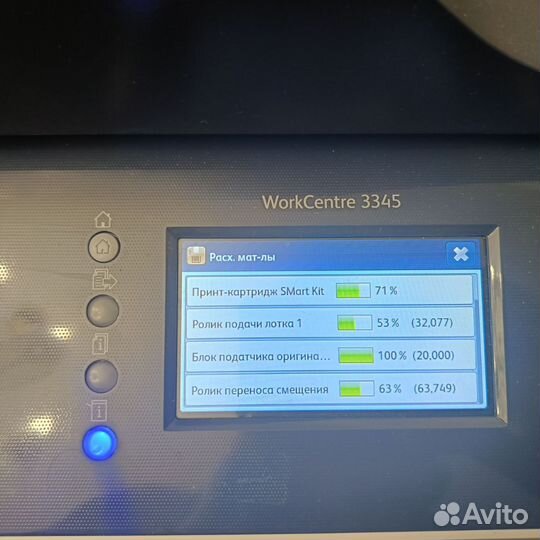 WorkCentre 3345
Расх. мат-лы
Принт-картридж SMart Kit 71%
Ролик подачи лотка 1 53% (32,077)
Блок податчика оригина... 100% (20,000)
Ролик переноса смещения 63% (63,749)
Avito